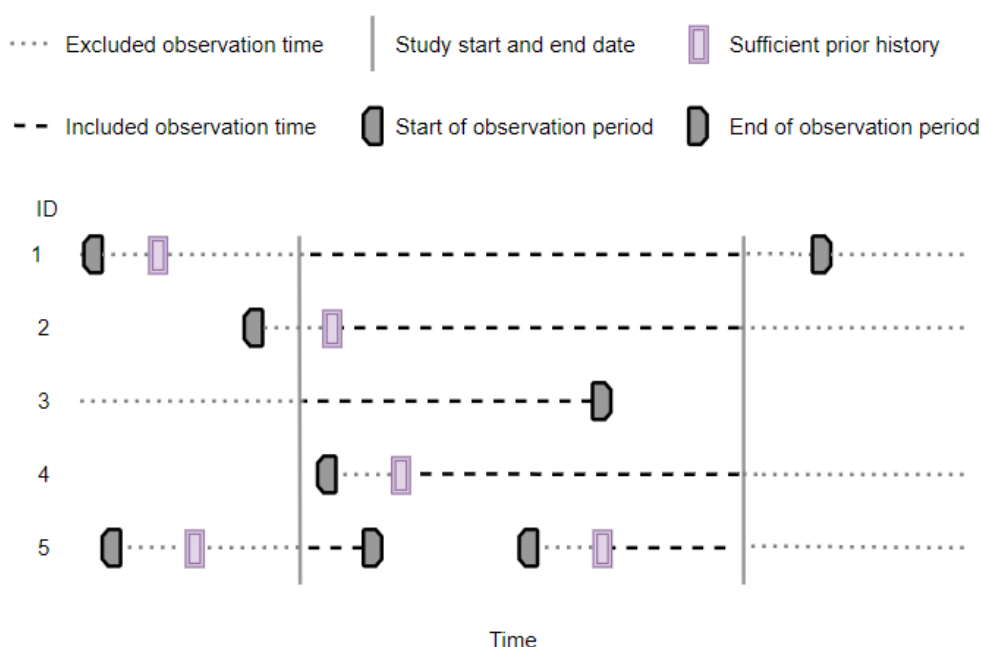 Excluded observation time
Study start and end date
Sufficient prior history
Included observation time
Start of observation period
End of observation period
ID
1
2
3
4
5
Time